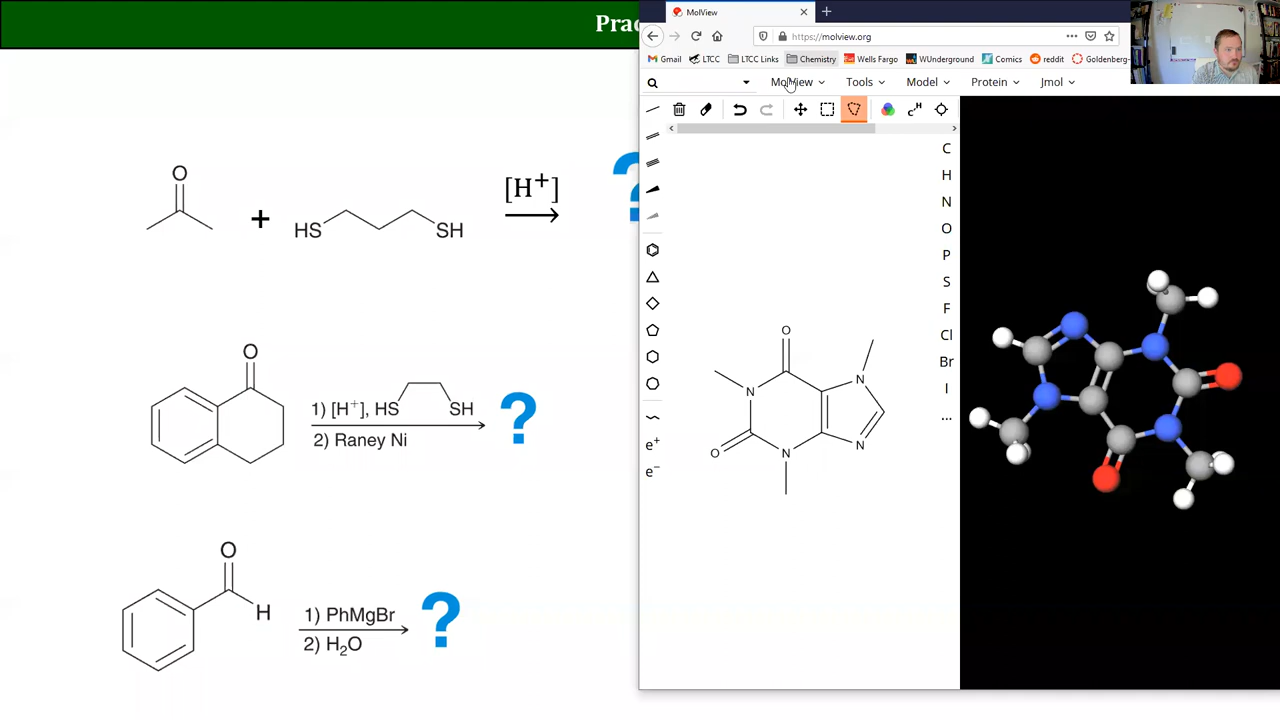 Prac
O
HS
+
SH
[H⁺]
?
O
1) [H⁺], HS
SH
2) Raney Ni
?
O
H
1) PhMgBr
2) H₂O
?
MolView
https://molview.org
Gmail LTCC LTCC Links Chemistry Wells Fargo WUnderground Comics reddit Goldenberg-
MolView Tools Model Protein Jmol
C
H
N
O
P
S
F
Cl
Br
I
...
e⁺
e⁻
cᴴ
O
N
N
O
N
N